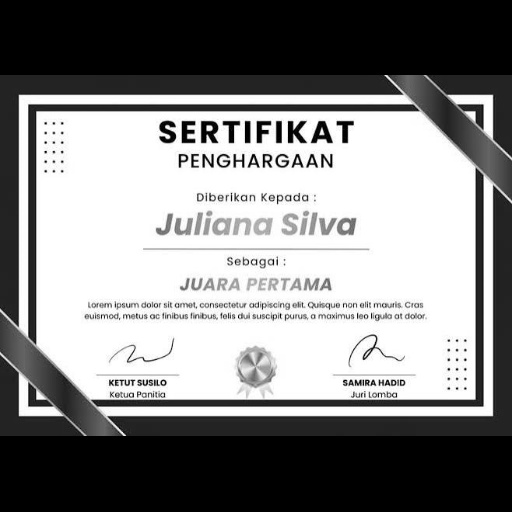 SERTIFIKAT
PENGHARGAAN
Diberikan Kepada :
Juliana Silva
Sebagai :
JUARA PERTAMA
Lorem ipsum dolor sit amet, consectetur adipiscing elit. Quisque non elit mauris. Cras
euismod, metus ac finibus finibus, felis dui suscipit purus, a maximus leo ligula at dolor.
KETUT SUSILO
Ketua Panitia
SAMIRA HADID
Juri Lomba